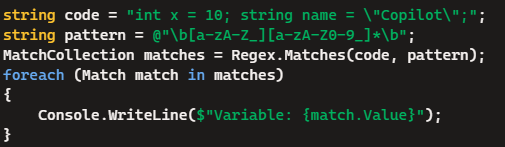 string code = "int x = 10; string name = \"Copilot\";";
string pattern = @"\b[a-zA-Z_][a-zA-Z0-9_]*\b";
MatchCollection matches = Regex.Matches(code, pattern);
foreach (Match match in matches)
{
    Console.WriteLine($"Variable: {match.Value}");
}